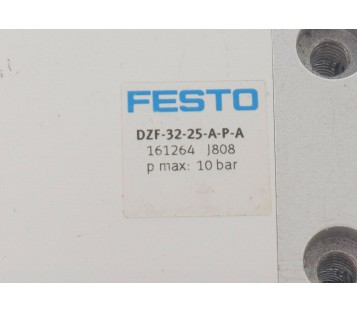 FESTO
DZF-32-25-A-P-A
161264 J808
p max: 10 bar